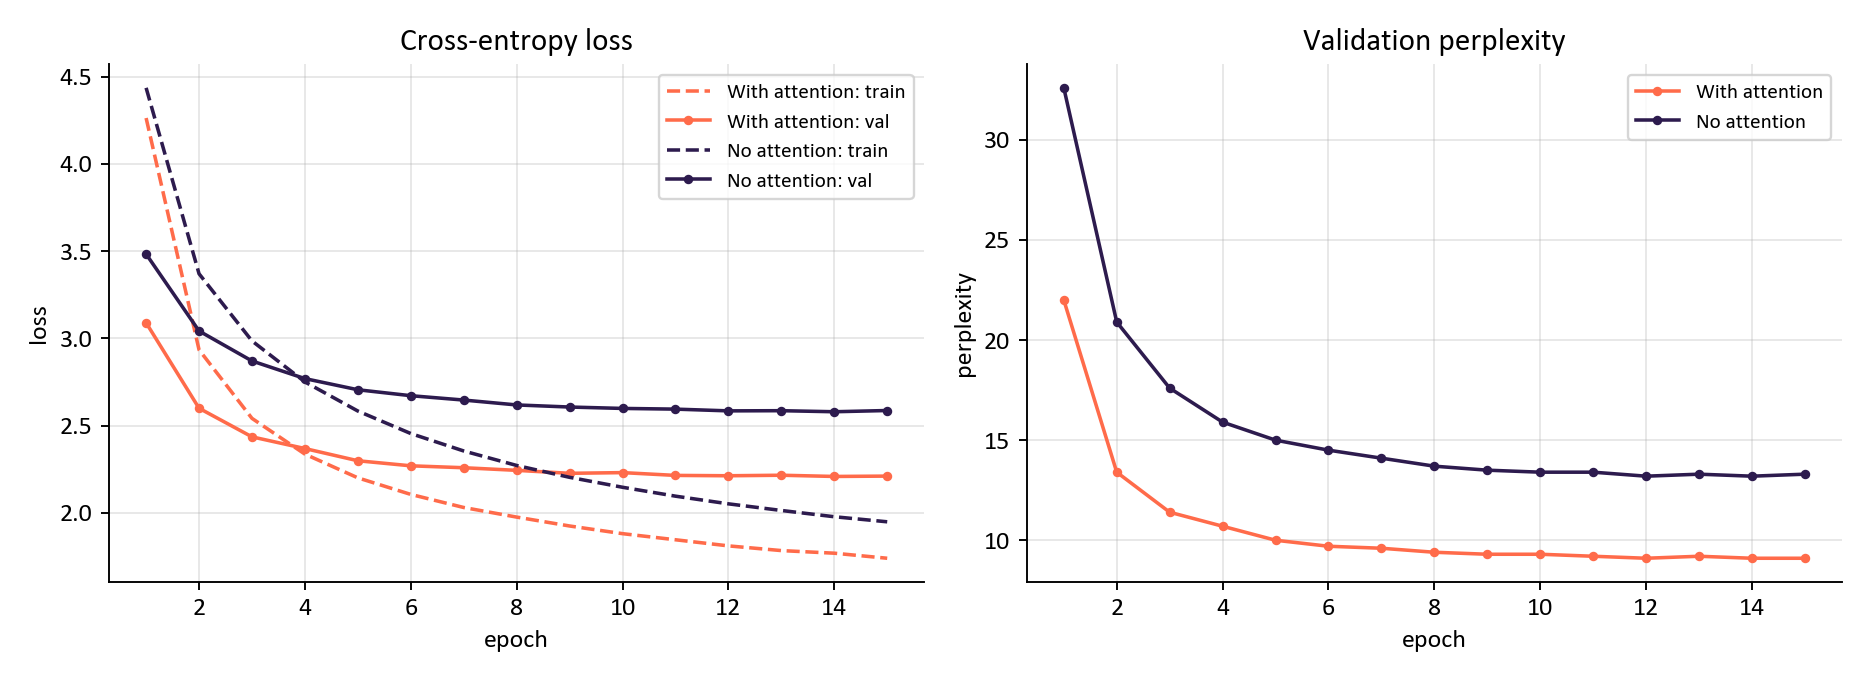 Cross-entropy loss
4.5
4.0
3.5
3.0
2.5
2.0
loss
With attention: train
With attention: val
No attention: train
No attention: val
2 4 6 8 10 12 14
epoch
Validation perplexity
30
25
20
15
10
perplexity
With attention
No attention
2 4 6 8 10 12 14
epoch